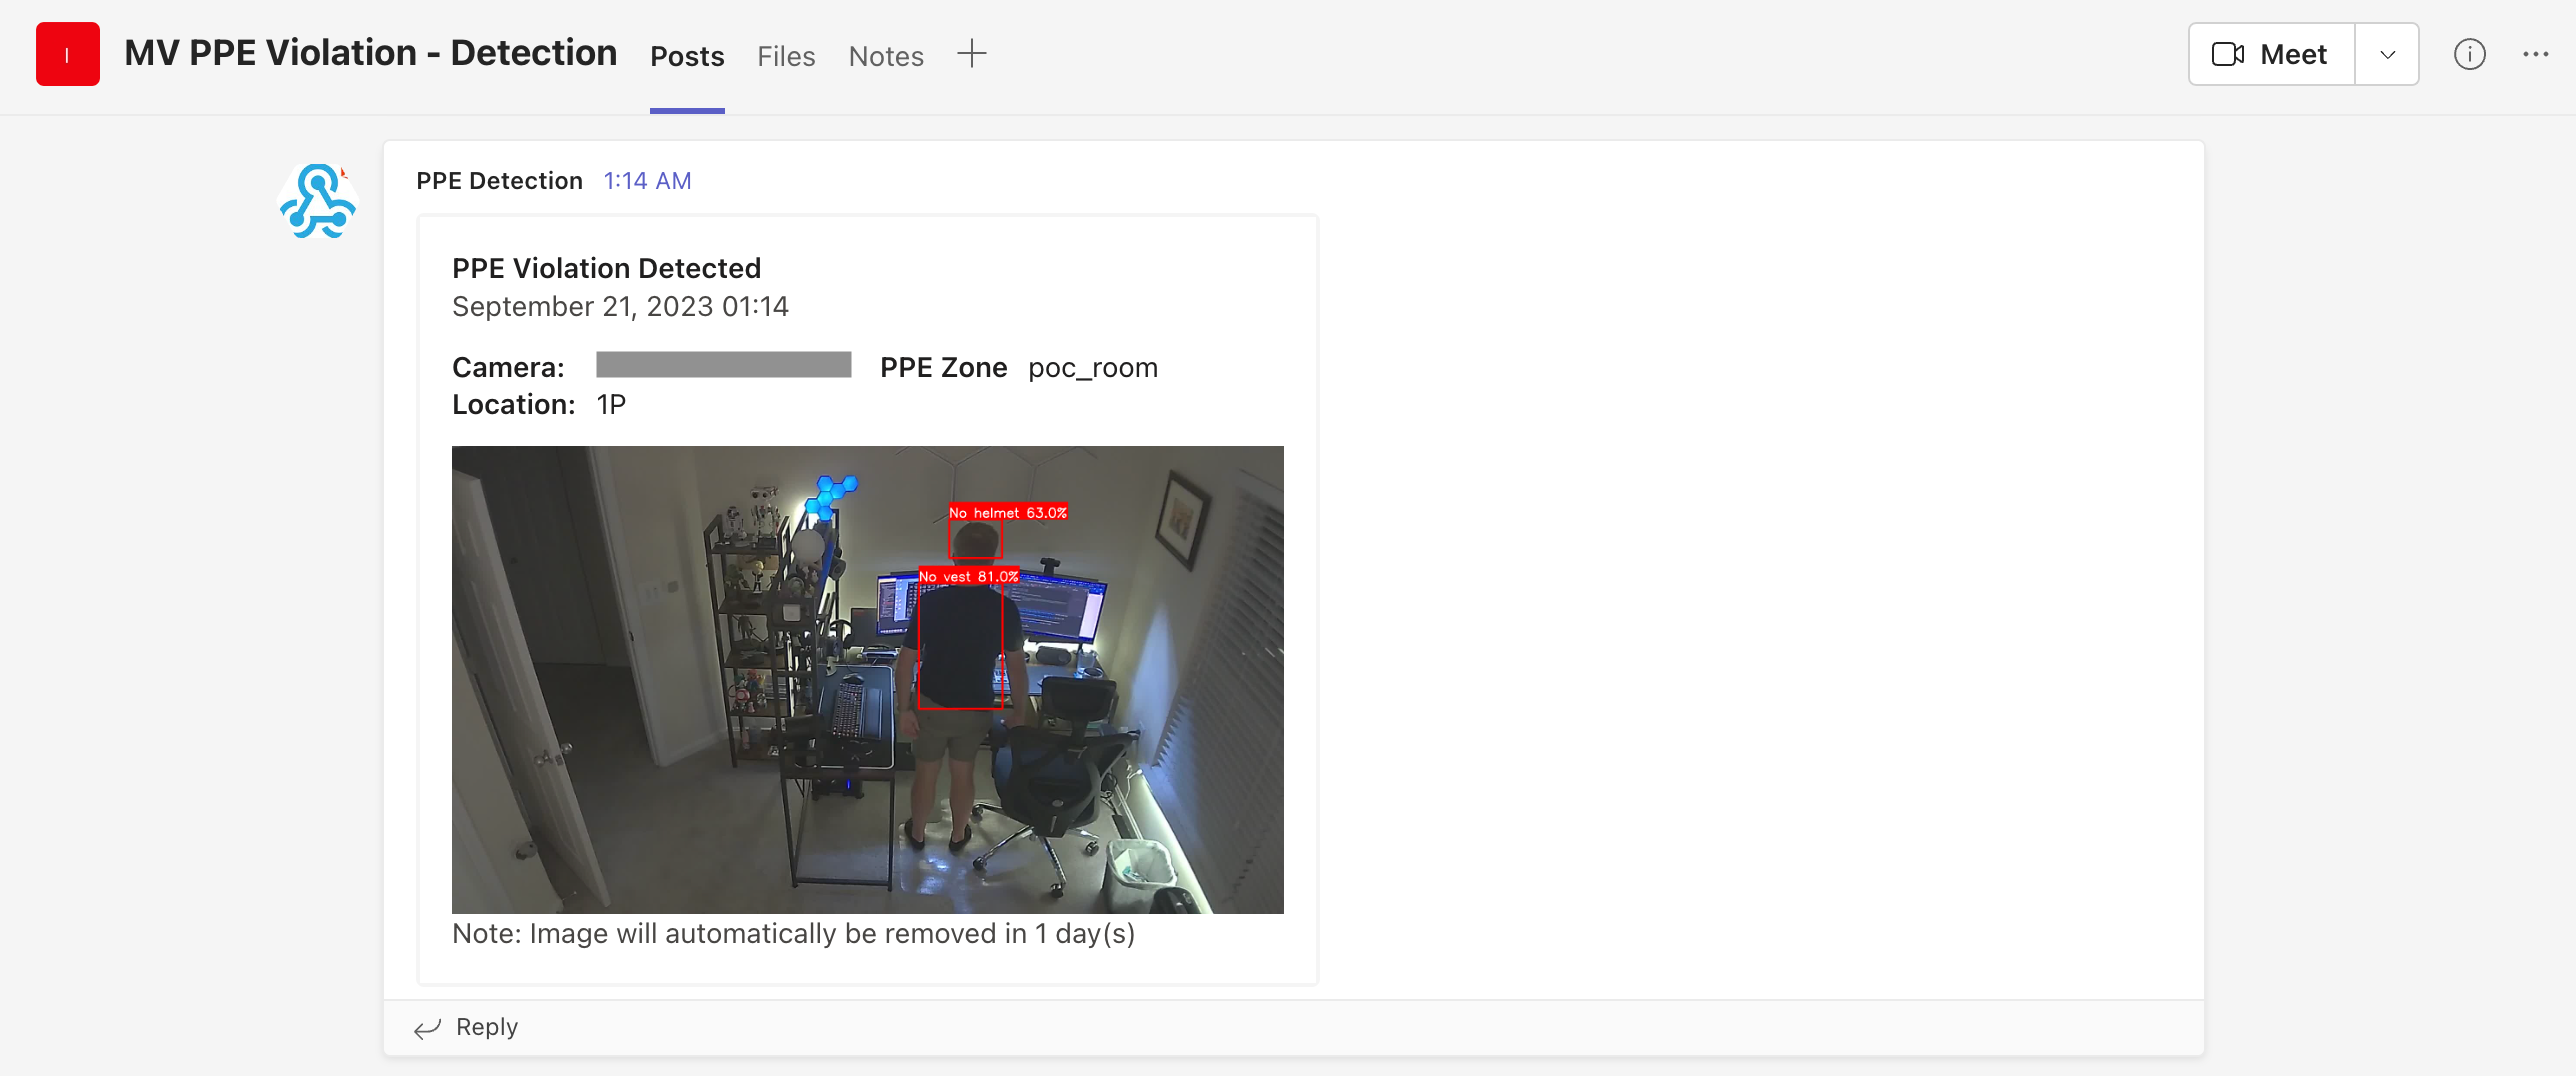 I
MV PPE Violation - Detection
Posts
Files
Notes
Meet
PPE Detection 1:14 AM
PPE Violation Detected
September 21, 2023 01:14
Camera:
PPE Zone poc_room
Location: 1P
No helmet 63.0%
No vest 81.0%
Note: Image will automatically be removed in 1 day(s)
Reply